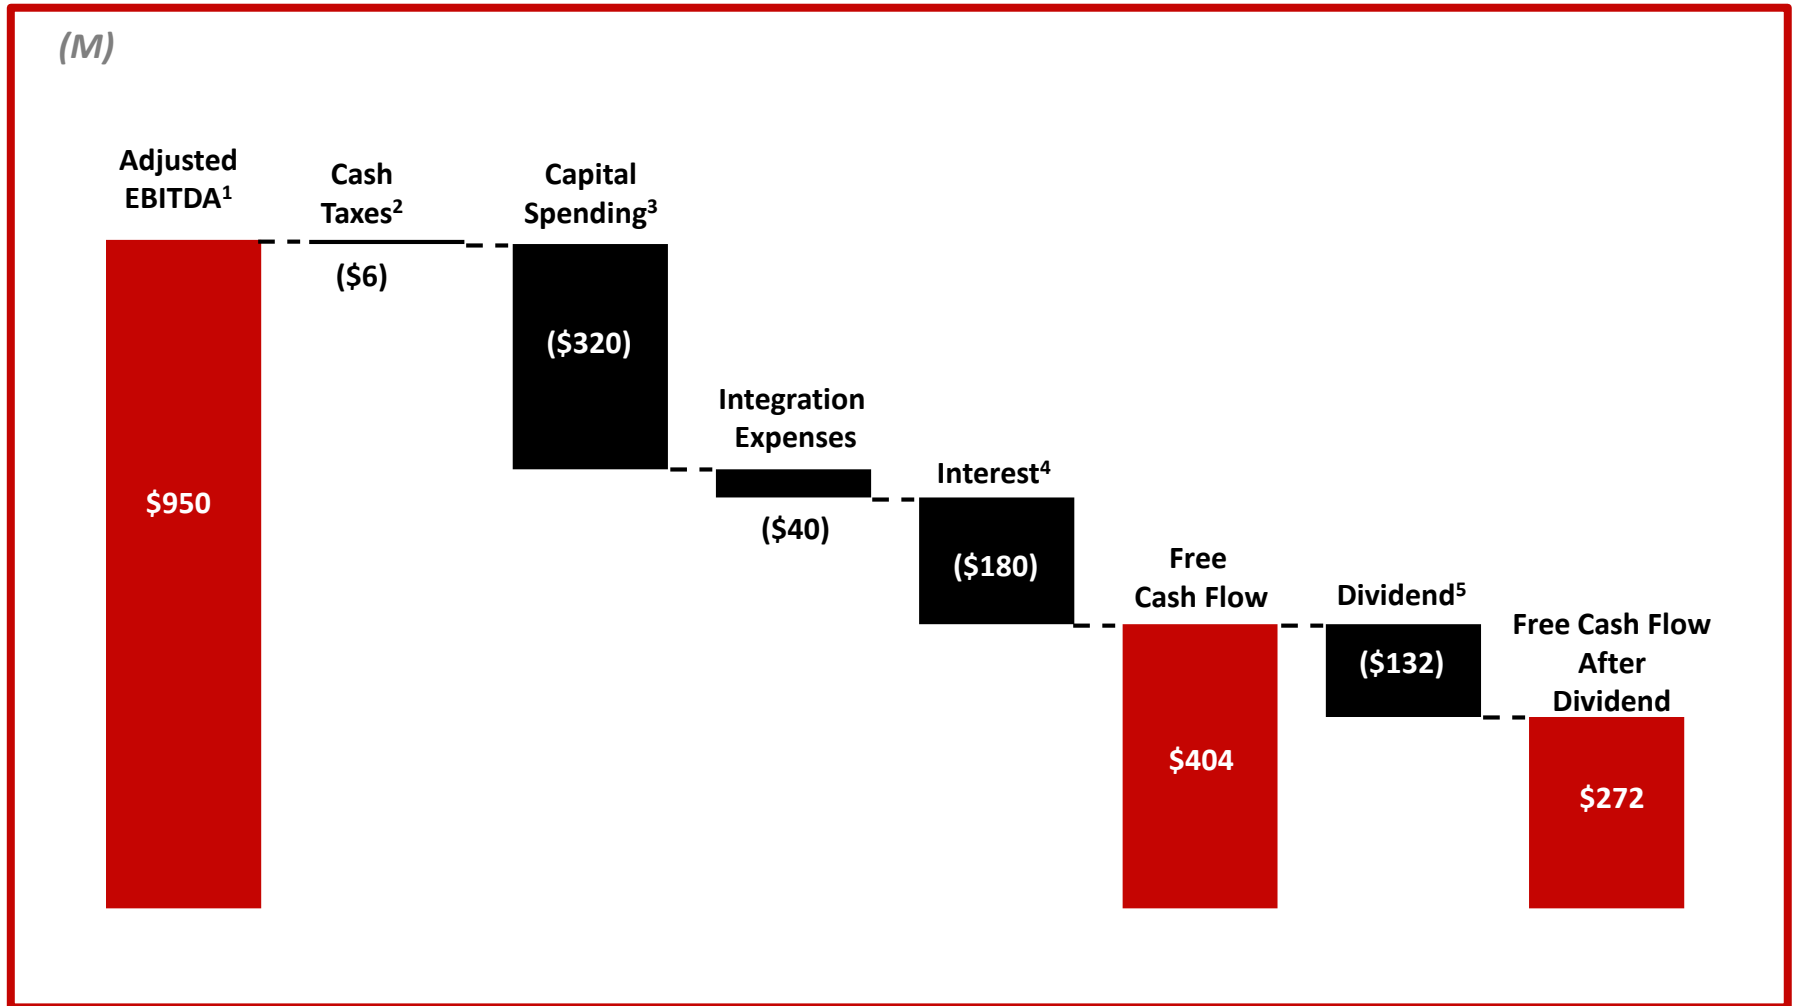 (M)
Adjusted
EBITDA¹
$950
Cash
Taxes²
($6)
Capital
Spending³
($320)
Integration
Expenses
($40)
Interest⁴
($180)
Free
Cash Flow
$404
Dividend⁵
($132)
Free Cash Flow
After
Dividend
$272